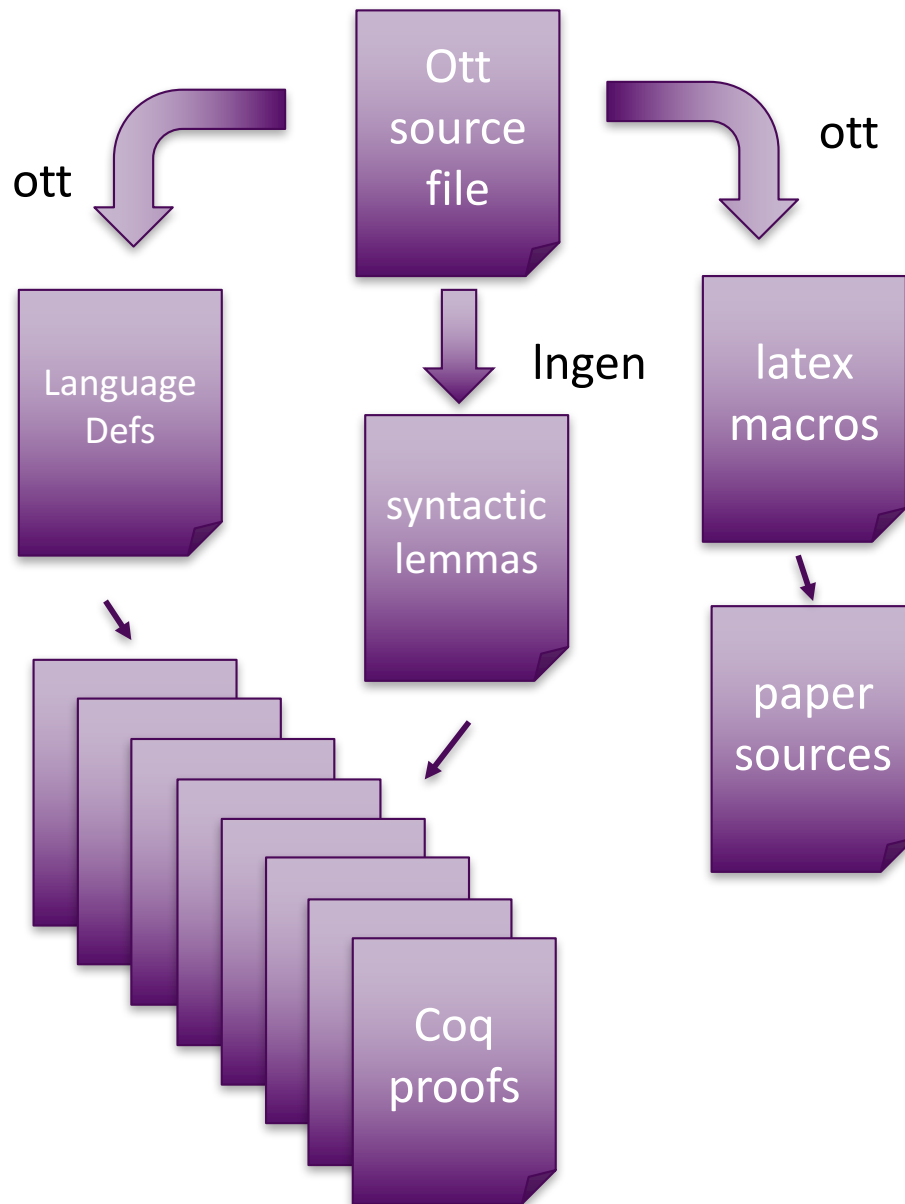 Ott
source
file
ott
ott
Language
Defs
lngen
latex
macros
syntactic
lemmas
paper
sources
Coq
proofs